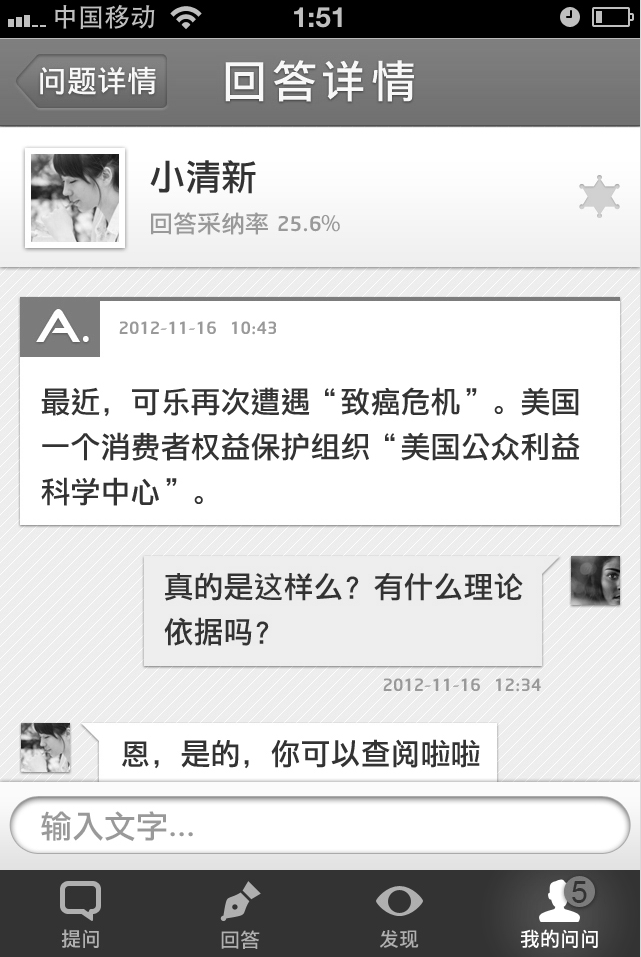 中国移动 1:51
问题详情 回答详情
小清新
回答采纳率 25.6%
A. 2012-11-16 10:43
最近，可乐再次遭遇“致癌危机”。美国
一个消费者权益保护组织“美国公众利益
科学中心”。
真的是这样么？有什么理论
依据吗？
2012-11-16 12:34
恩，是的，你可以查阅啦啦
输入文字...
5
提问 回答 发现 我的问问